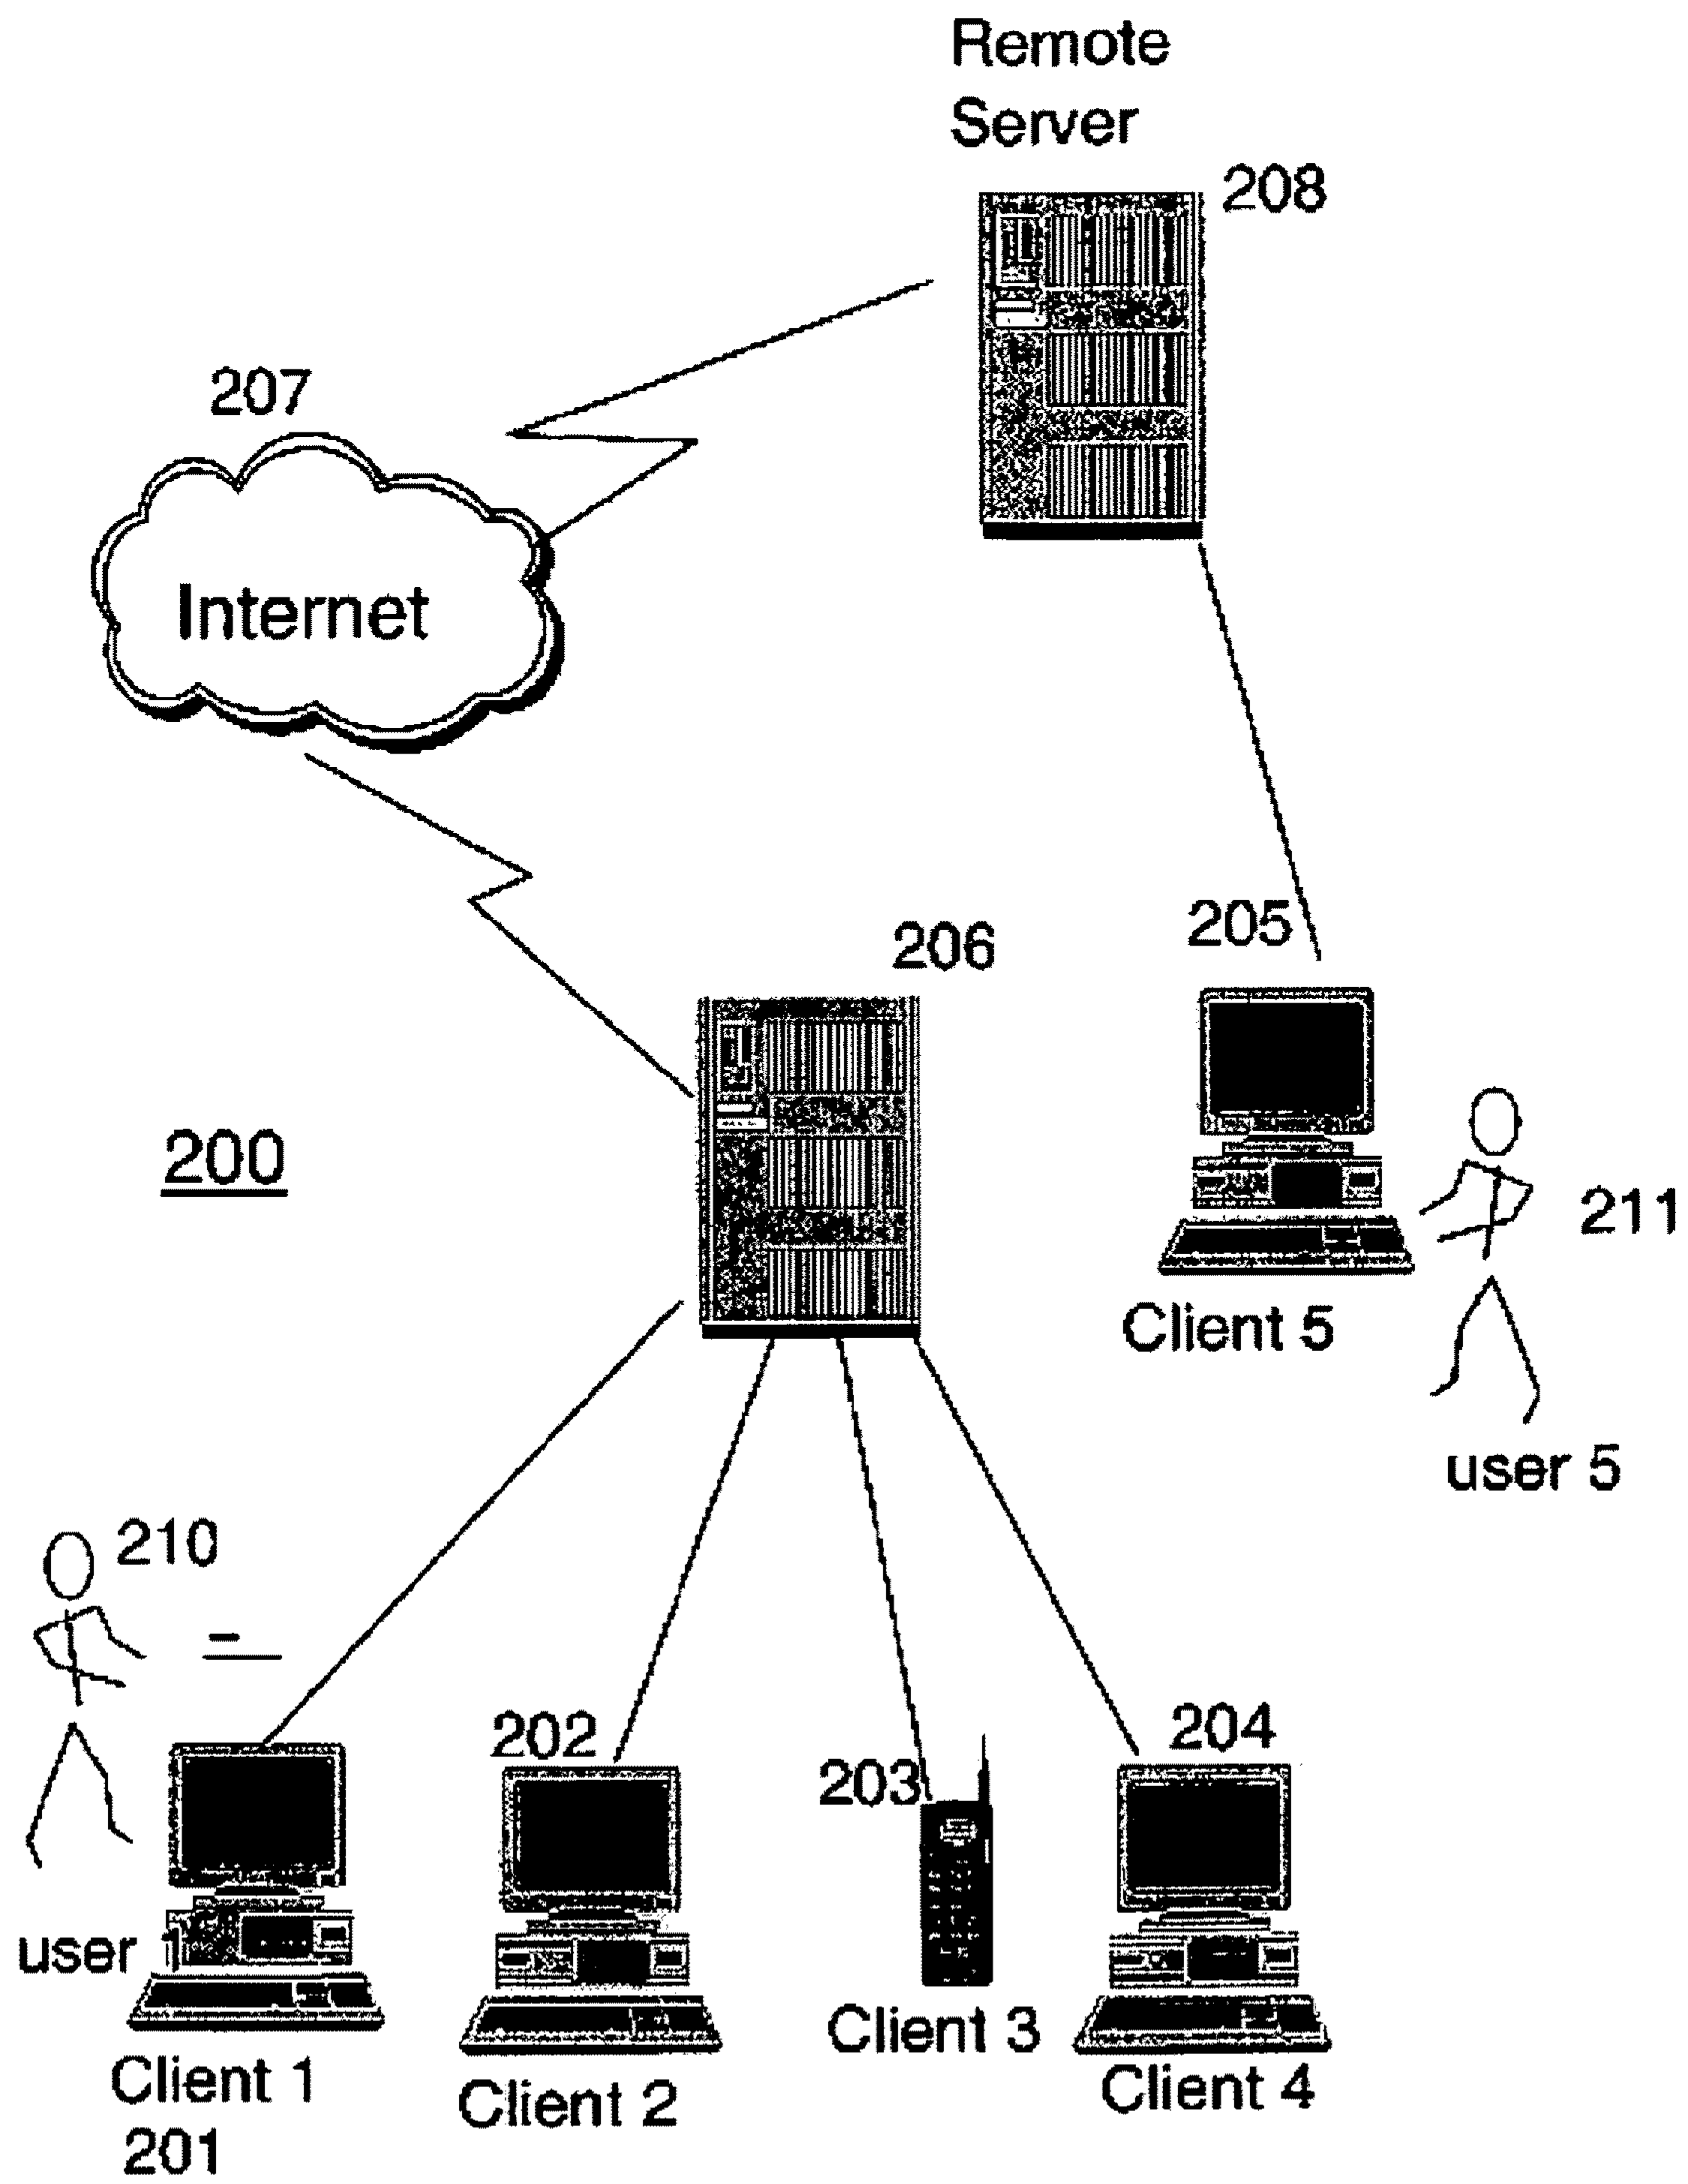 Remote
Server
208
207
Internet
206
205
200
211
Client 5
user 5
210
202
203
204
user 1
Client 3
Client 1
Client 2
Client 4
201